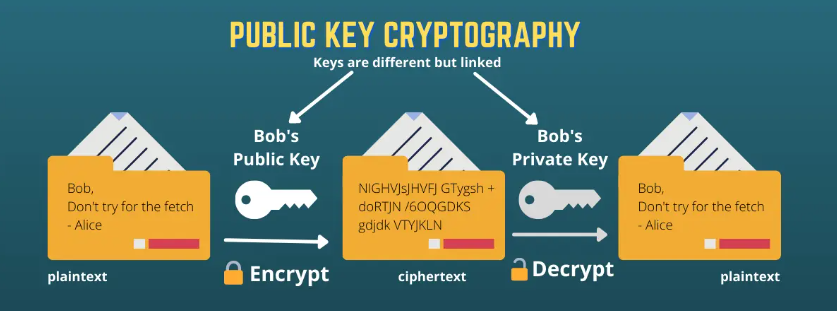 PUBLIC KEY CRYPTOGRAPHY
Keys are different but linked
Bob,
Don't try for the fetch
- Alice
plaintext
Bob's
Public Key
Encrypt
NIGHVJsJHVFJ GTygsh +
doRTJN /6OQGDKS
gdjdk VTYJKLN
ciphertext
Bob's
Private Key
Decrypt
Bob,
Don't try for the fetch
- Alice
plaintext